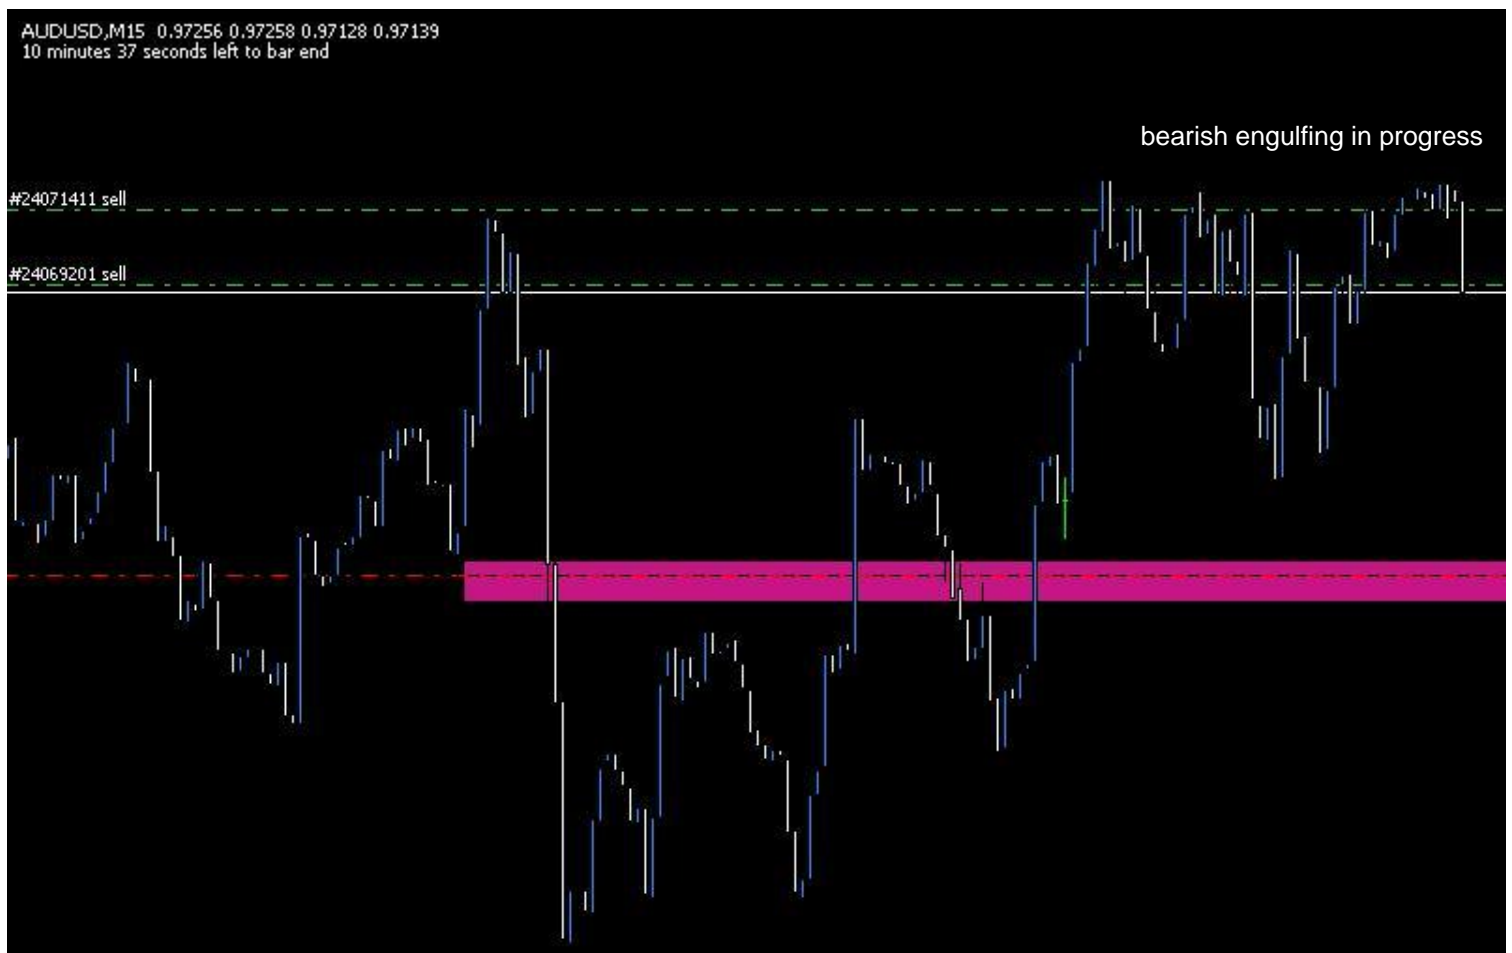 AUDUSD,M15 0.97256 0.97258 0.97128 0.97139
10 minutes 37 seconds left to bar end
bearish engulfing in progress
#24071411 sell
#24069201 sell